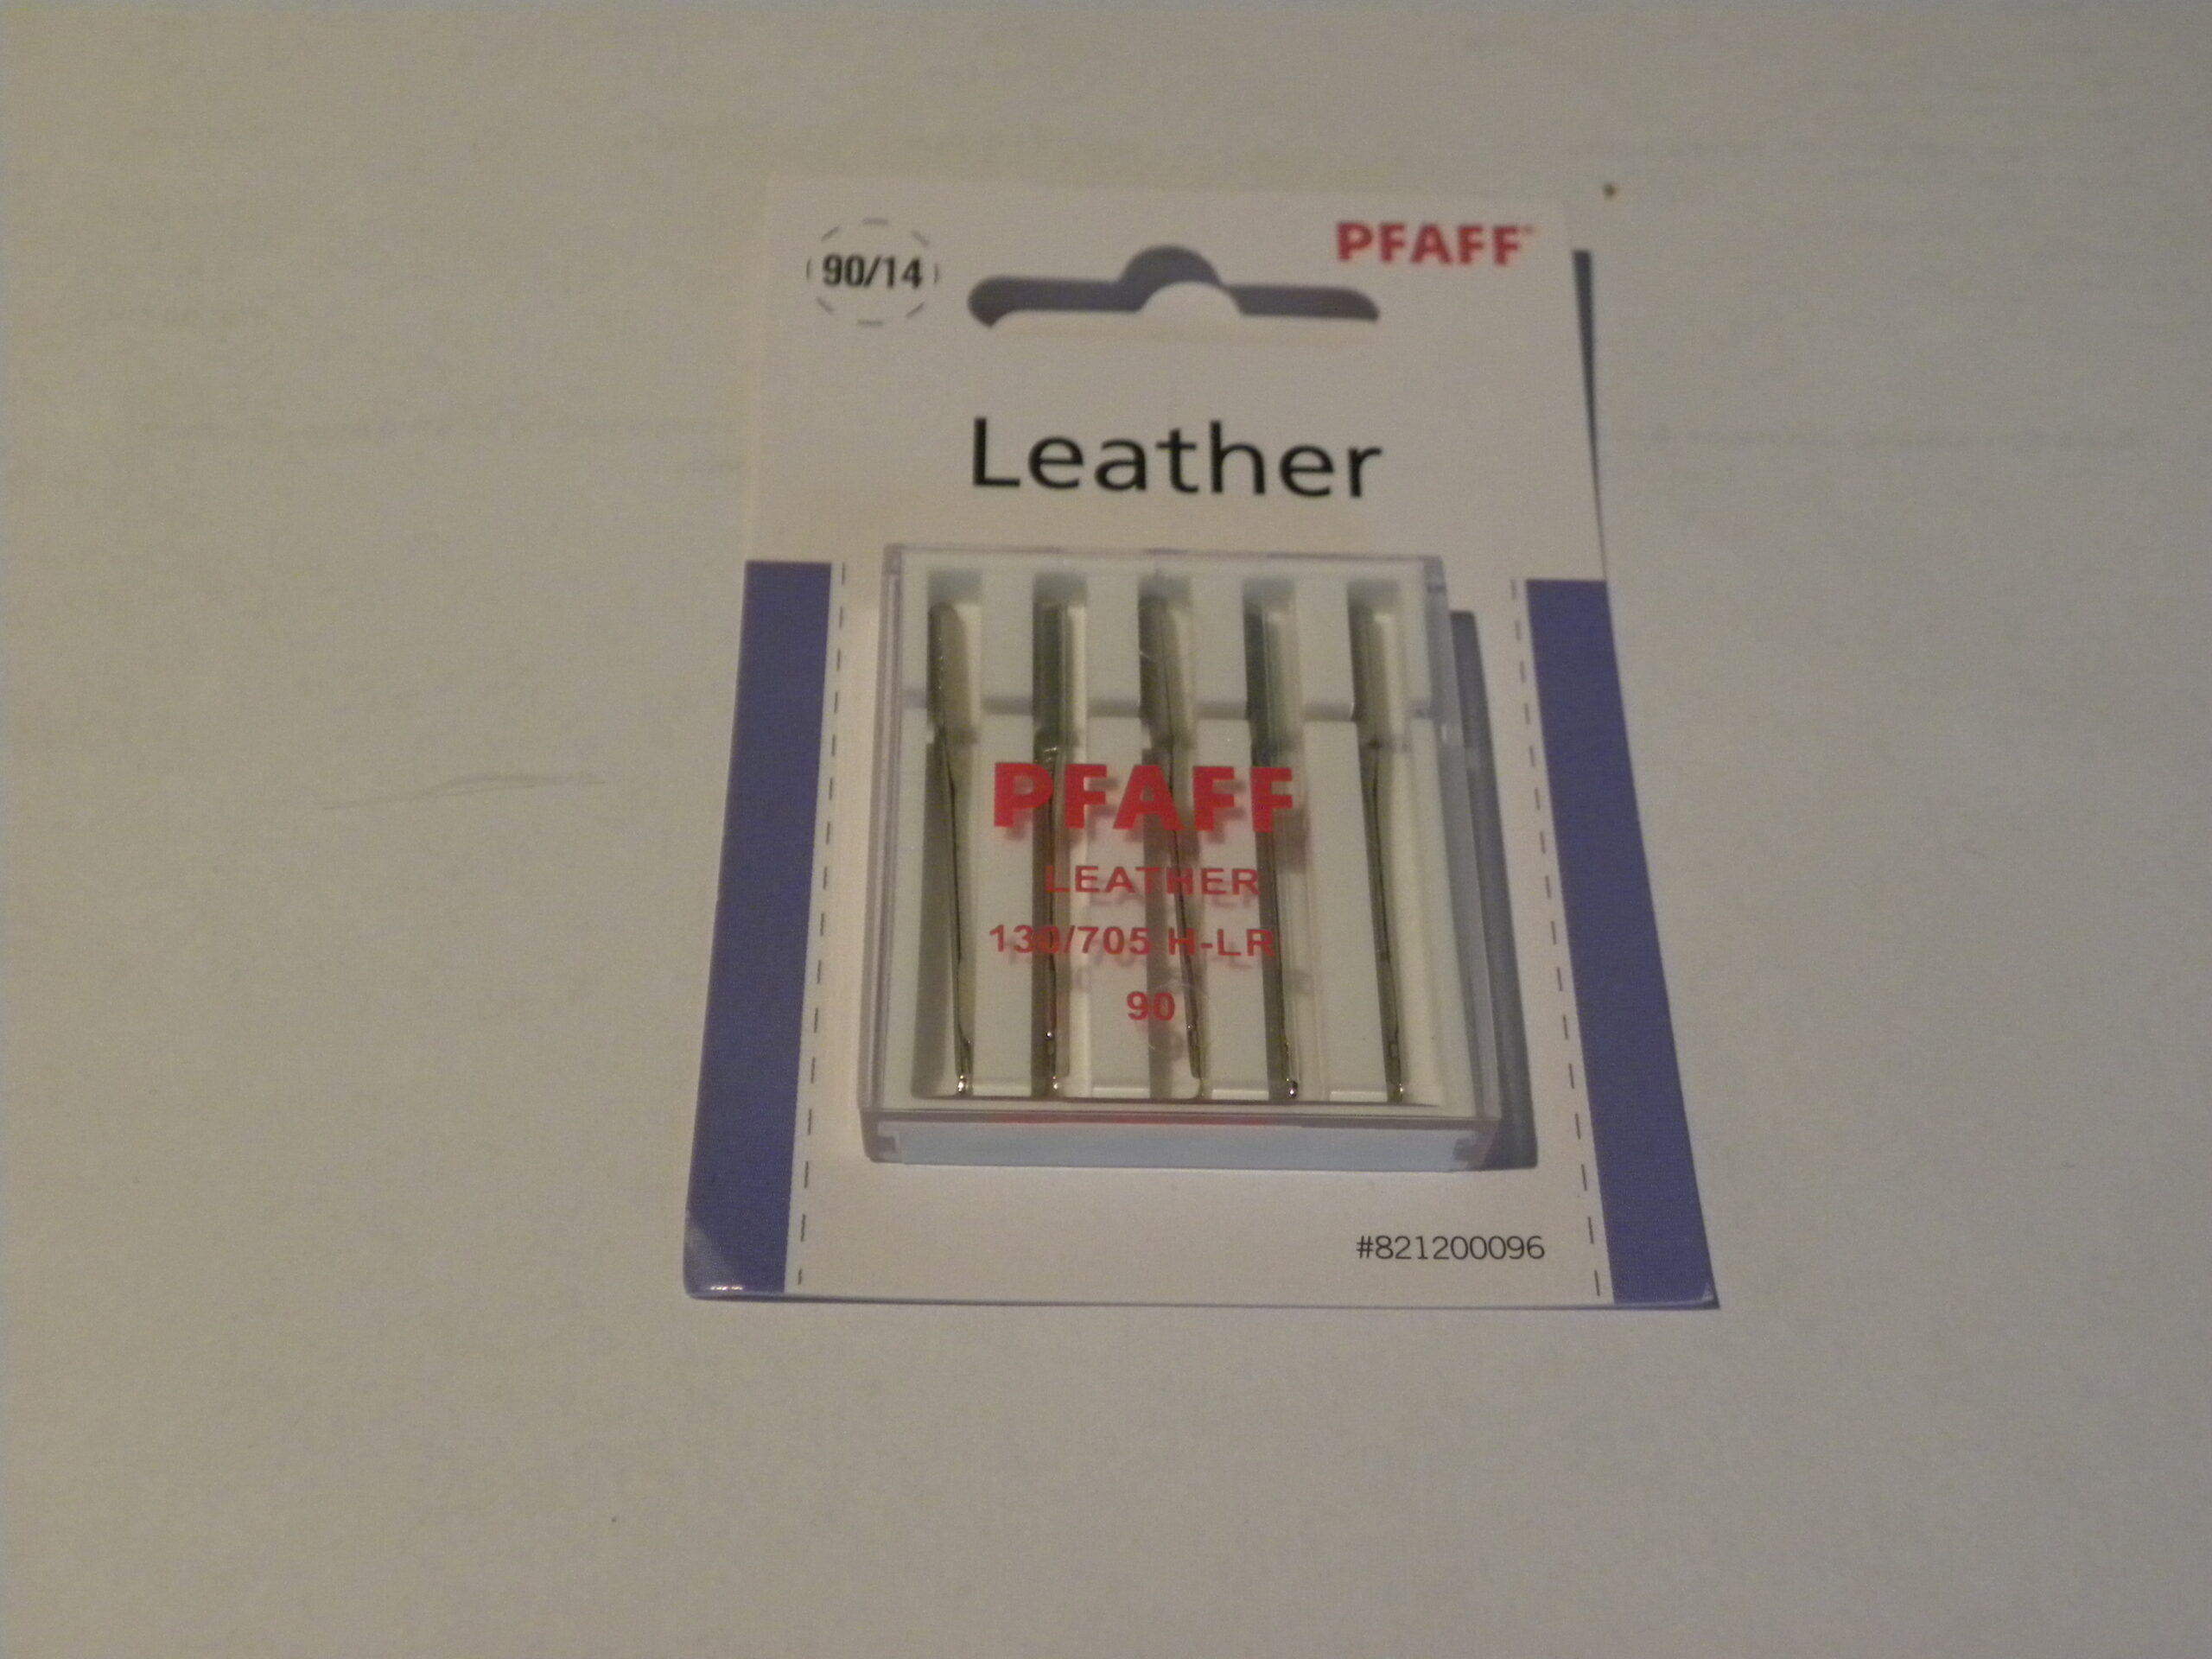 90/14
PFAFF
Leather
PFAFF
LEATHER
130/705 H-LR
90
#821200096